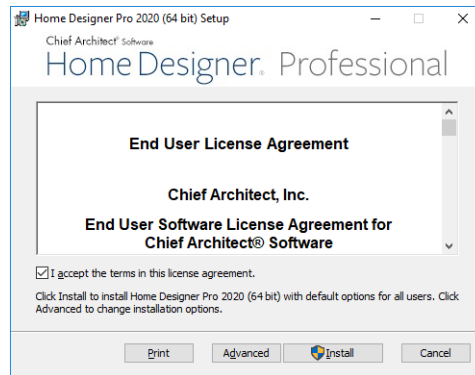 Home Designer Pro 2020 (64 bit) Setup
Chief Architect® Software
Home Designer® Professional
End User License Agreement
Chief Architect, Inc.
End User Software License Agreement for
Chief Architect® Software
I accept the terms in this license agreement.
Click Install to install Home Designer Pro 2020 (64 bit) with default options for all users. Click
Advanced to change installation options.
Print Advanced Install Cancel